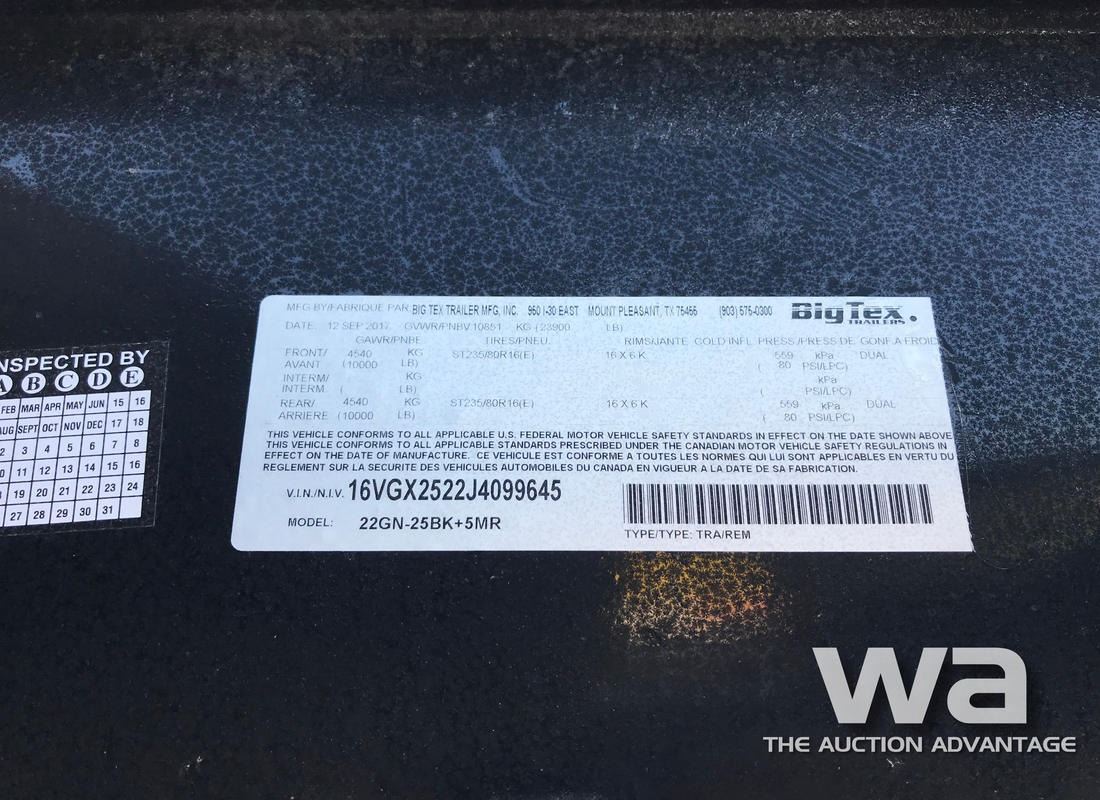 MFG BY/FABRIQUE PAR BIG TEX TRAILER MFG, INC. 950 I-30 EAST MOUNT PLEASANT, TX 75455 (903) 575-0300 BigTex.
TRAILERS
DATE. 12 SEP 2017 GVWR/PNBV 10851 KG (23900 LB)
GAWR/PNBE TIRES/PNEU. RIMS/JANTE COLD INFL. PRESS./PRESS DE. GONF.A FROID
FRONT/ 4540 KG ST235/80R16(E) 16 X 6 K 559 kPa DUAL
AVANT (10000 LB) ( 80 PSI/LPC)
INTERM/ KG kPa
INTERM. ( LB) ( PSI/LPC)
REAR/ 4540 KG ST235/80R16(E) 16 X 6 K 559 kPa DUAL
ARRIERE (10000 LB) ( 80 PSI/LPC)
THIS VEHICLE CONFORMS TO ALL APPLICABLE U.S. FEDERAL MOTOR VEHICLE SAFETY STANDARDS IN EFFECT ON THE DATE SHOWN ABOVE
THIS VEHICLE CONFORMS TO ALL APPLICABLE STANDARDS PRESCRIBED UNDER THE CANADIAN MOTOR VEHICLE SAFETY REGULATIONS IN
EFFECT ON THE DATE OF MANUFACTURE. CE VEHICULE EST CONFORME A TOUTES LES NORMES QUI LUI SONT APPLICABLES EN VERTU DU
REGLEMENT SUR LA SECURITE DES VEHICULES AUTOMOBILES DU CANADA EN VIGUEUR A LA DATE DE SA FABRICATION.
V.I.N./N.I.V. 16VGX2522J4099645
MODEL: 22GN-25BK+5MR
TYPE/TYPE: TRA/REM
NSPECTED BY
A B C D E
FEB MAR APR MAY JUN 15 16
AUG SEPT OCT NOV DEC 17 18
2 3 4 5 6 7 8
10 11 12 13 14 15 16
18 19 20 21 22 23 24
27 28 29 30 31
wa
THE AUCTION ADVANTAGE